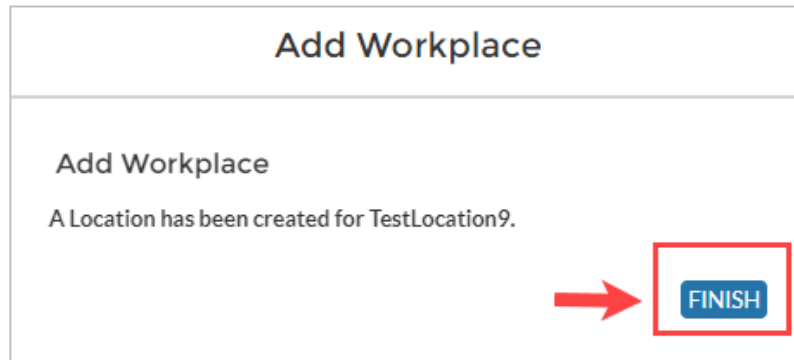 Add Workplace
Add Workplace
A Location has been created for TestLocation9.
FINISH